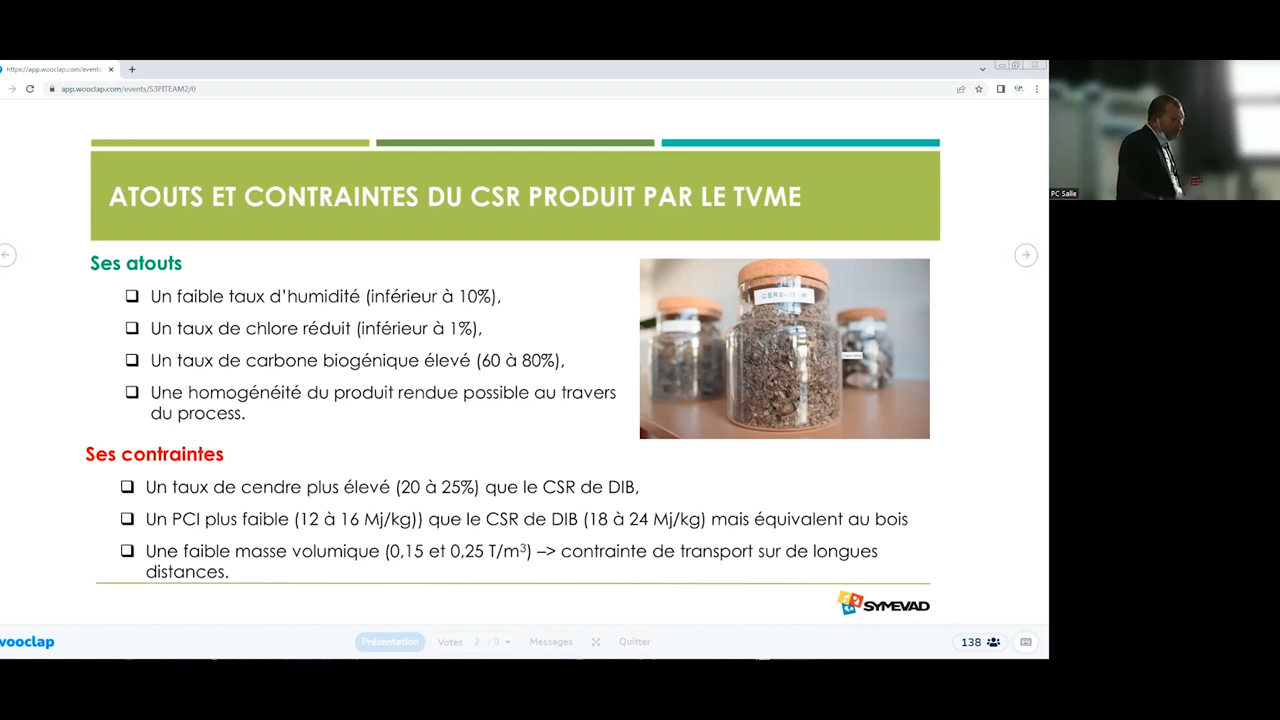 https://app.wooclap.com/events
app.wooclap.com/events/S3PITEAM2/0
ATOUTS ET CONTRAINTES DU CSR PRODUIT PAR LE TVME
Ses atouts
Un faible taux d’humidité (inférieur à 10%),
Un taux de chlore réduit (inférieur à 1%),
Un taux de carbone biogénique élevé (60 à 80%),
Une homogénéité du produit rendue possible au travers
du process.
Ses contraintes
Un taux de cendre plus élevé (20 à 25%) que le CSR de DIB,
Un PCI plus faible (12 à 16 Mj/kg)) que le CSR de DIB (18 à 24 Mj/kg) mais équivalent au bois
Une faible masse volumique (0,15 et 0,25 T/m³) –> contrainte de transport sur de longues
distances.
SYMEVAD
wooclap
Présentation Votes 2 / 9 Messages Quitter
138
PC Salle